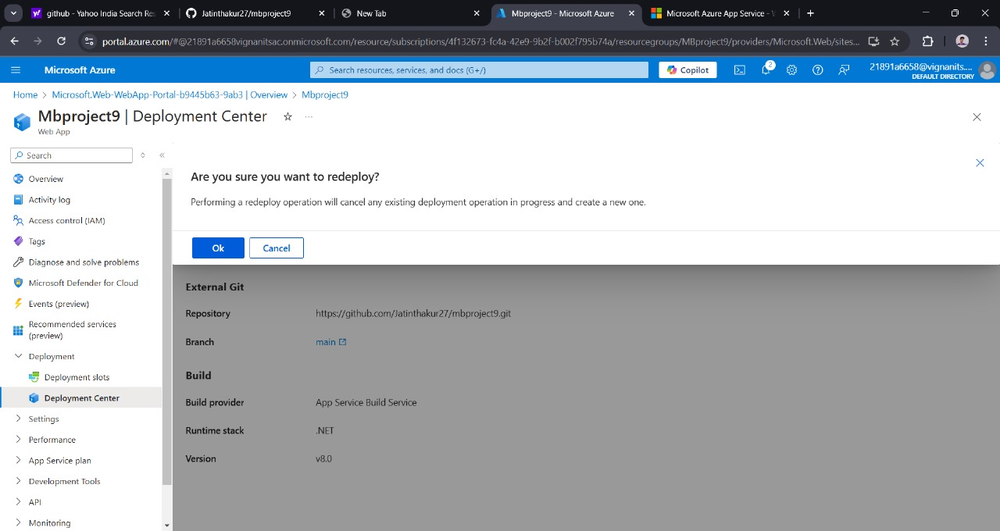 github - Yahoo India Search Res
Jatinthakur27/mbproject9
New Tab
Mbproject9 - Microsoft Azure
Microsoft Azure App Service - W
portal.azure.com/#@21891a6658vignanitsac.onmicrosoft.com/resource/subscriptions/4f132673-fc4a-42e9-9b2f-b002f795b74a/resourcegroups/MBproject9/providers/Microsoft.Web/sites...
Microsoft Azure
Search resources, services, and docs (G+/)
Copilot
2
21891a6658@vignanits....
DEFAULT DIRECTORY
Home > Microsoft.Web-WebApp-Portal-b9445b63-9ab3 | Overview > Mbproject9
Mbproject9 | Deployment Center
Web App
Search
Overview
Activity log
Access control (IAM)
Tags
Diagnose and solve problems
Microsoft Defender for Cloud
Events (preview)
Recommended services
(preview)
Deployment
Deployment slots
Deployment Center
Settings
Performance
App Service plan
Development Tools
API
Monitoring
Are you sure you want to redeploy?
Performing a redeploy operation will cancel any existing deployment operation in progress and create a new one.
Ok
Cancel
External Git
Repository https://github.com/Jatinthakur27/mbproject9.git
Branch main
Build
Build provider App Service Build Service
Runtime stack .NET
Version v8.0